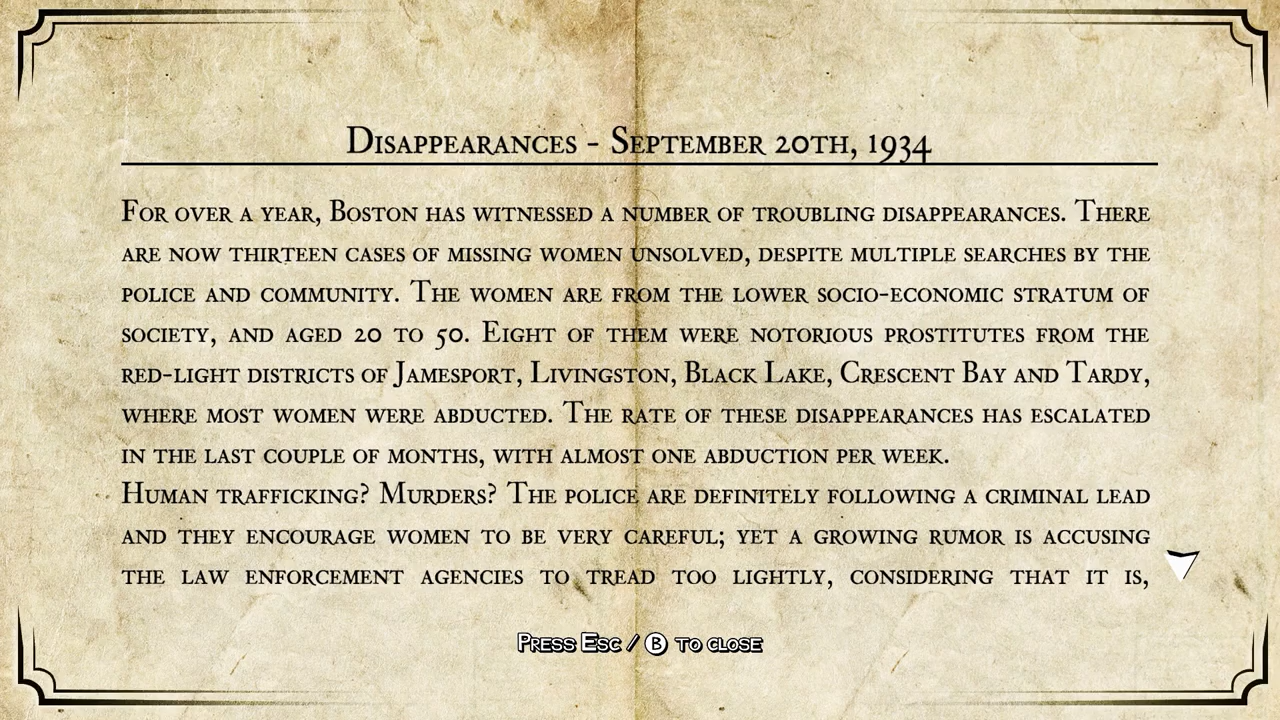 Disappearances - September 20th, 1934
For over a year, Boston has witnessed a number of troubling disappearances. There
are now thirteen cases of missing women unsolved, despite multiple searches by the
police and community. The women are from the lower socio-economic stratum of
society, and aged 20 to 50. Eight of them were notorious prostitutes from the
red-light districts of Jamesport, Livingston, Black Lake, Crescent Bay and Tardy,
where most women were abducted. The rate of these disappearances has escalated
in the last couple of months, with almost one abduction per week.
Human trafficking? Murders? The police are definitely following a criminal lead
and they encourage women to be very careful; yet a growing rumor is accusing
the law enforcement agencies to tread too lightly, considering that it is,
Press Esc / B to close